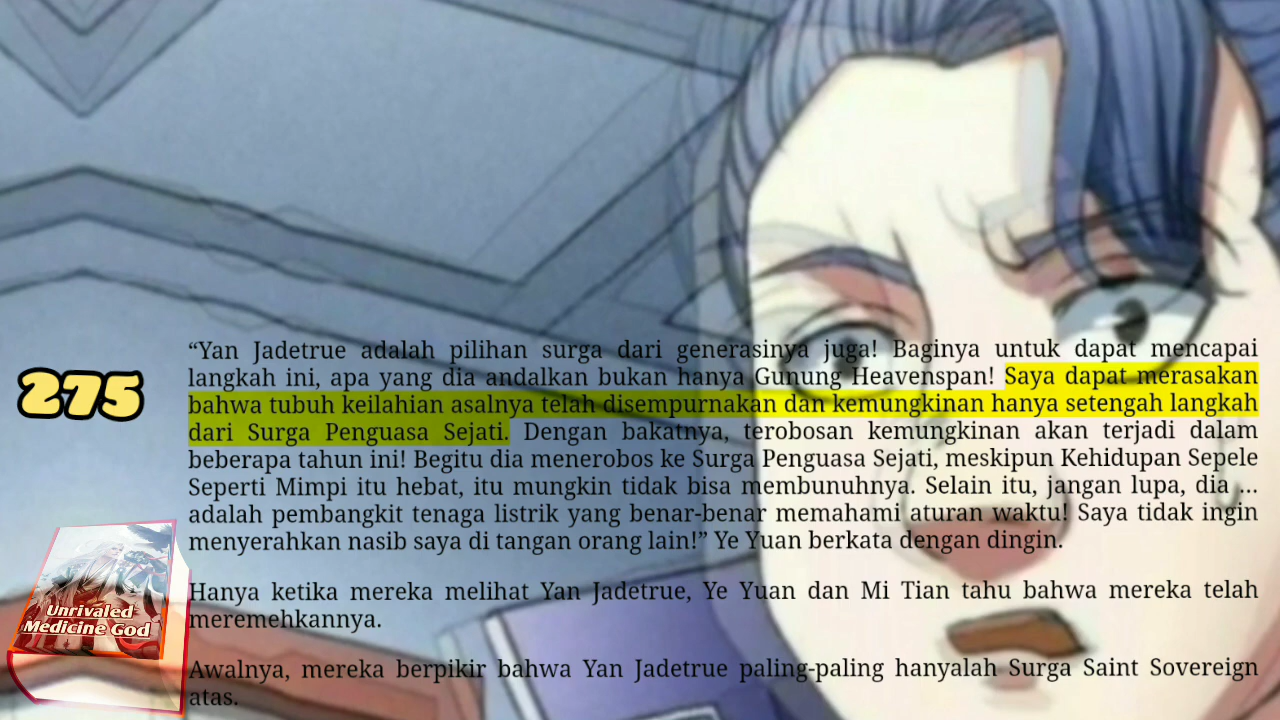 “Yan Jadetrue adalah pilihan surga dari generasinya juga! Baginya untuk dapat mencapai
langkah ini, apa yang dia andalkan bukan hanya Gunung Heavenspan! Saya dapat merasakan
bahwa tubuh keilahian asalnya telah disempurnakan dan kemungkinan hanya setengah langkah
dari Surga Penguasa Sejati. Dengan bakatnya, terobosan kemungkinan akan terjadi dalam
beberapa tahun ini! Begitu dia menerobos ke Surga Penguasa Sejati, meskipun Kehidupan Sepele
Seperti Mimpi itu hebat, itu mungkin tidak bisa membunuhnya. Selain itu, jangan lupa, dia ...
adalah pembangkit tenaga listrik yang benar-benar memahami aturan waktu! Saya tidak ingin
menyerahkan nasib saya di tangan orang lain!” Ye Yuan berkata dengan dingin.
Hanya ketika mereka melihat Yan Jadetrue, Ye Yuan dan Mi Tian tahu bahwa mereka telah
meremehkannya.
Awalnya, mereka berpikir bahwa Yan Jadetrue paling-paling hanyalah Surga Saint Sovereign
atas.
275
Unrivaled
Medicine God